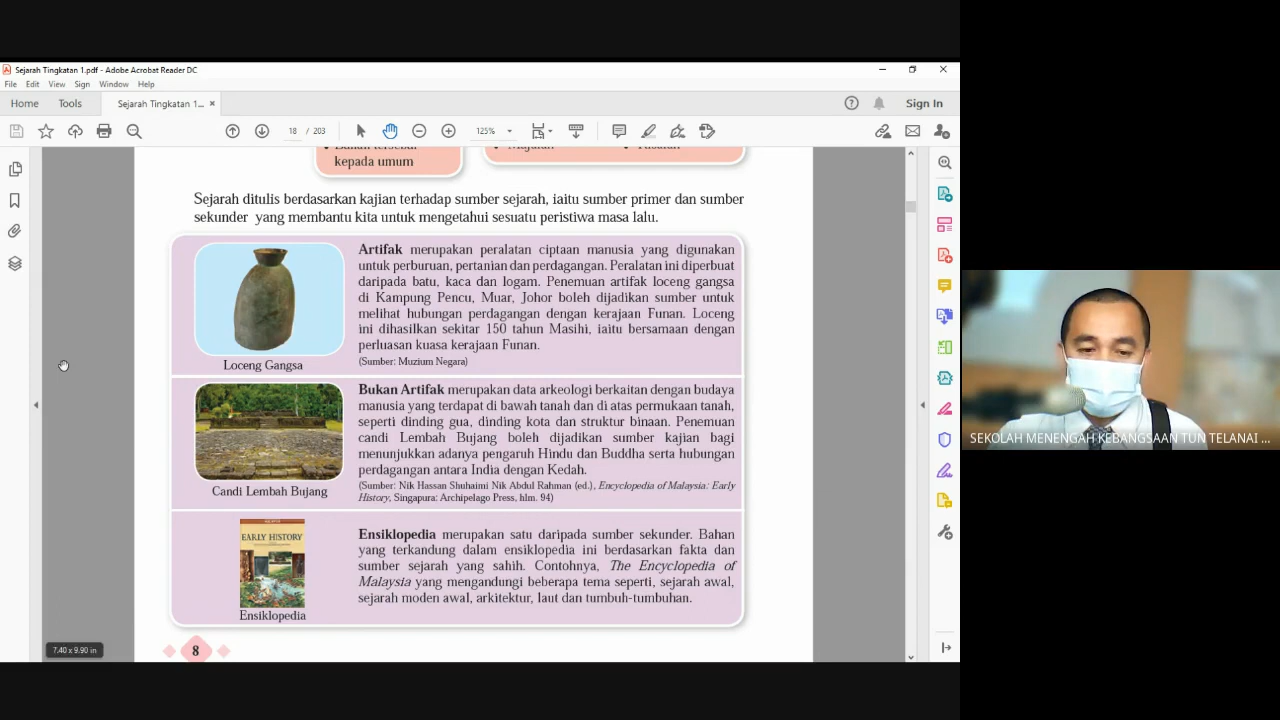 Sejarah Tingkatan 1.pdf - Adobe Acrobat Reader DC
File Edit View Sign Window Help
Home Tools Sejarah Tingkatan 1... × Sign In
18 / 203 125%
kepada umum
Sejarah ditulis berdasarkan kajian terhadap sumber sejarah, iaitu sumber primer dan sumber
sekunder yang membantu kita untuk mengetahui sesuatu peristiwa masa lalu.
Artifak merupakan peralatan ciptaan manusia yang digunakan
untuk perburuan, pertanian dan perdagangan. Peralatan ini diperbuat
daripada batu, kaca dan logam. Penemuan artifak loceng gangsa
di Kampung Pencu, Muar, Johor boleh dijadikan sumber untuk
melihat hubungan perdagangan dengan kerajaan Funan. Loceng
ini dihasilkan sekitar 150 tahun Masihi, iaitu bersamaan dengan
perluasan kuasa kerajaan Funan.
(Sumber: Muzium Negara)
Loceng Gangsa
Bukan Artifak merupakan data arkeologi berkaitan dengan budaya
manusia yang terdapat di bawah tanah dan di atas permukaan tanah,
seperti dinding gua, dinding kota dan struktur binaan. Penemuan
candi Lembah Bujang boleh dijadikan sumber kajian bagi
menunjukkan adanya pengaruh Hindu dan Buddha serta hubungan
perdagangan antara India dengan Kedah.
(Sumber: Nik Hassan Shuhaimi Nik Abdul Rahman (ed.), Encyclopedia of Malaysia: Early
History, Singapura: Archipelago Press, hlm. 94)
Candi Lembah Bujang
EARLY HISTORY
Ensiklopedia
Ensiklopedia merupakan satu daripada sumber sekunder. Bahan
yang terkandung dalam ensiklopedia ini berdasarkan fakta dan
sumber sejarah yang sahih. Contohnya, The Encyclopedia of
Malaysia yang mengandungi beberapa tema seperti, sejarah awal,
sejarah moden awal, arkitektur, laut dan tumbuh-tumbuhan.
8
7.40 x 9.90 in
SEKOLAH MENENGAH KEBANGSAAN TUN TELANAI ...